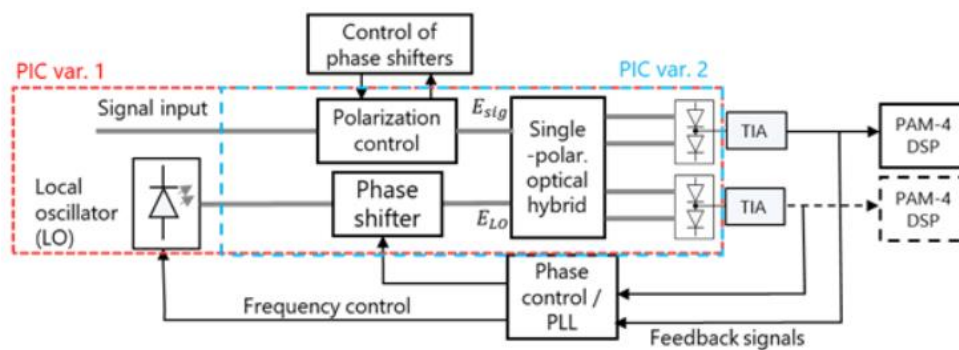 Control of
phase shifters
PIC var. 1
PIC var. 2
Signal input
Polarization
control
E_sig
Single
-polar.
optical
hybrid
TIA
PAM-4
DSP
Local
oscillator
(LO)
Phase
shifter
E_LO
TIA
PAM-4
DSP
Phase
control /
PLL
Frequency control
Feedback signals